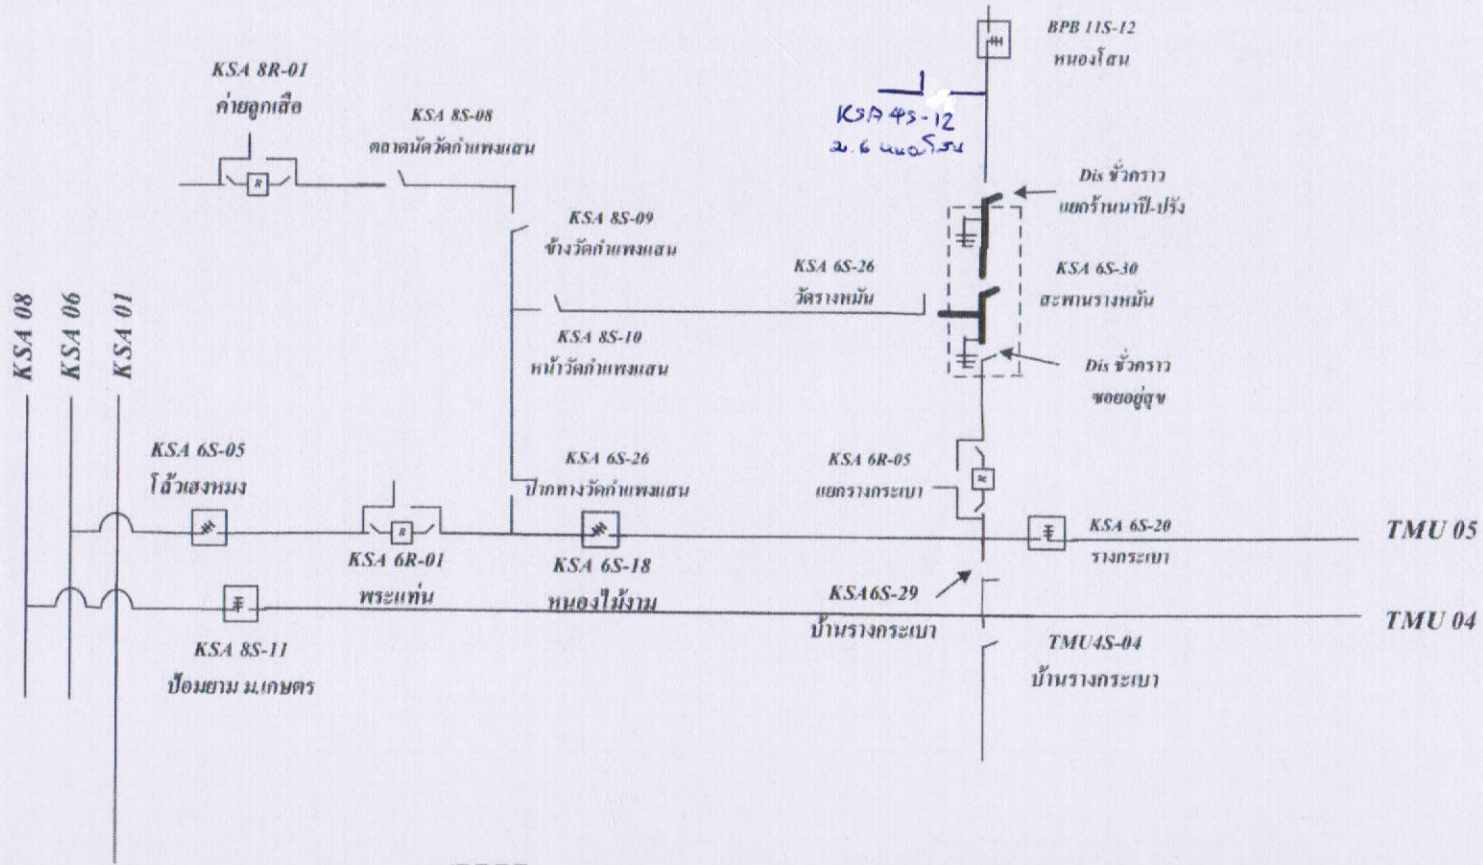 BPB 11S-12
หนองโสน
KSA 8R-01
ค่ายลูกเสือ
KSA 8S-08
ตลาดนัดวัดกำแพงแสน
KSA 4S-12
ม.6 หนองโสน
Dis ชั่วคราว
แยกร้านนาปี-ปรัง
KSA 8S-09
ข้างวัดกำแพงแสน
KSA 6S-26
วัดรางหมัน
KSA 6S-30
สะพานรางหมัน
KSA 08
KSA 06
KSA 01
KSA 8S-10
หน้าวัดกำแพงแสน
Dis ชั่วคราว
ซอยอยู่สุข
KSA 6S-05
โล้วเฮงหมง
KSA 6S-26
ปากทางวัดกำแพงแสน
KSA 6R-05
แยกรางกระเบา
R
R
KSA 6S-20
รางกระเบา
TMU 05
KSA 6R-01
พระแท่น
KSA 6S-18
หนองไม้งาม
KSA6S-29
บ้านรางกระเบา
TMU 04
KSA 8S-11
ป้อมยาม ม.เกษตร
TMU4S-04
บ้านรางกระเบา